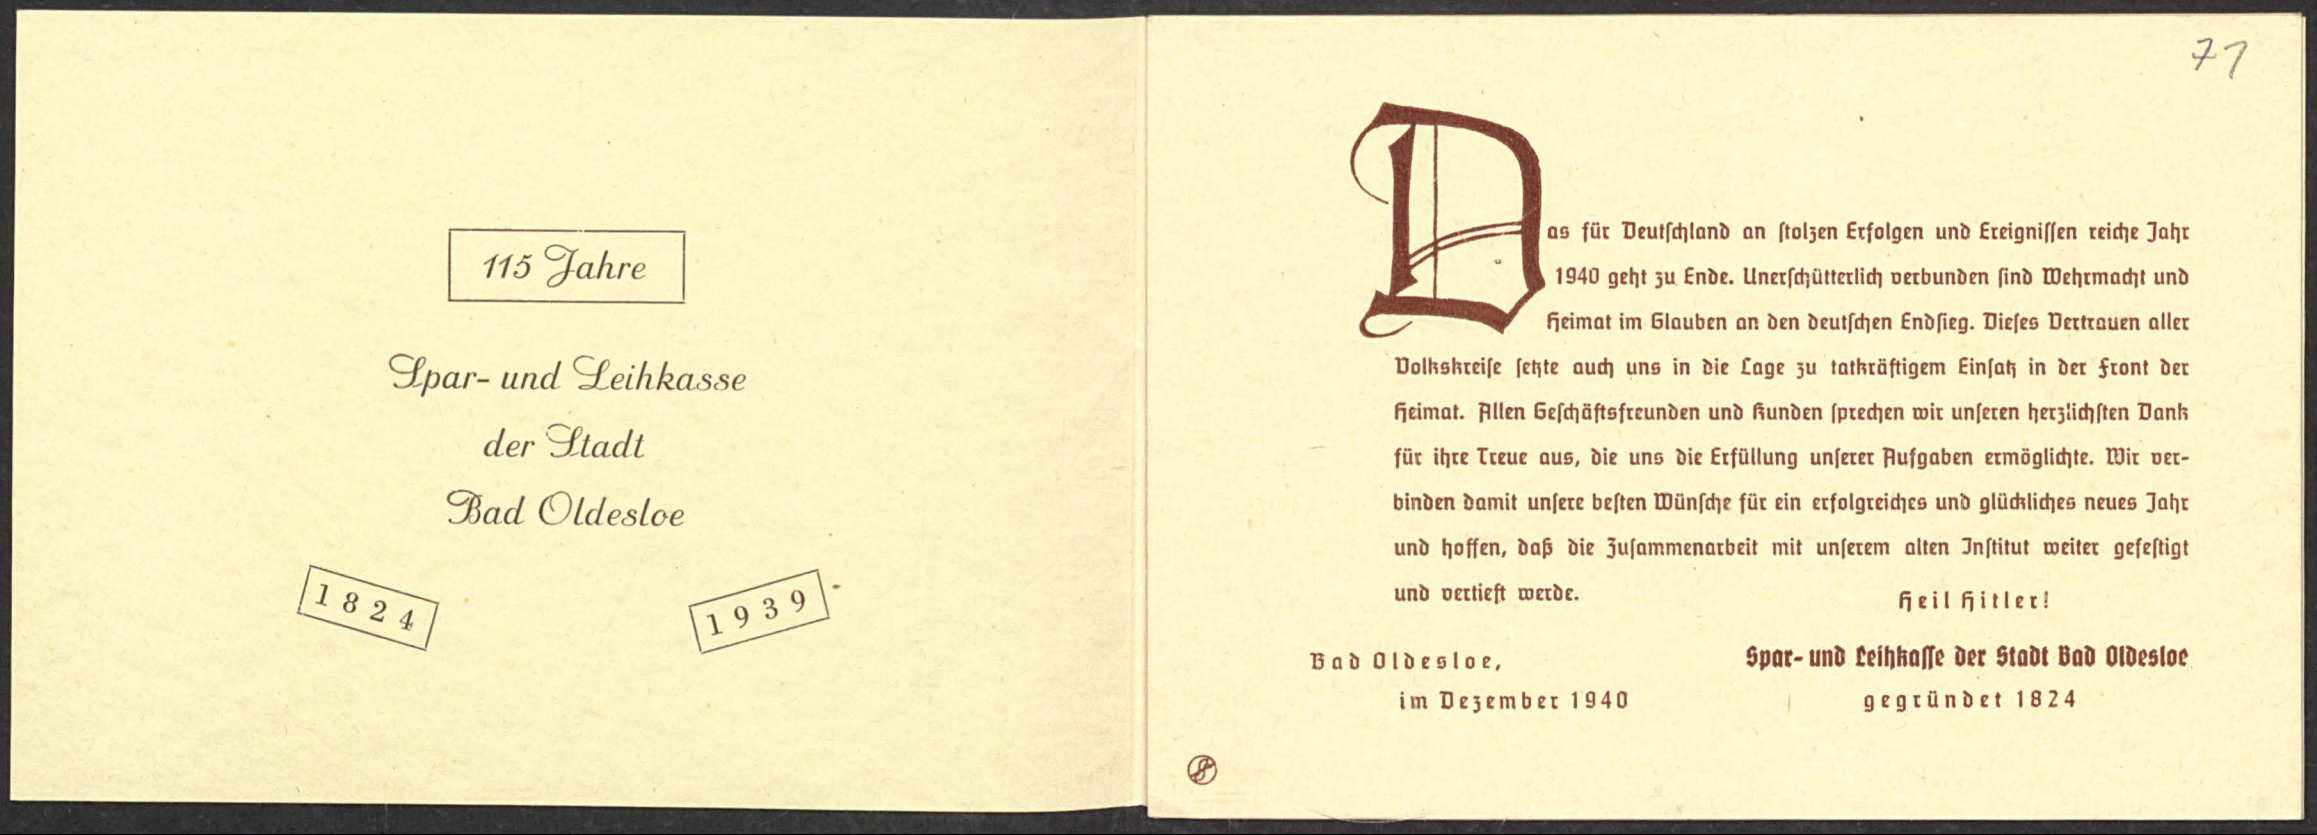 115 Jahre
Spar- und Leihkasse
der Stadt
Bad Oldesloe
1824
1939
71
Das für Deutſchland an ſtolzen Erfolgen und Ereigniſſen reiche Jahr
1940 geht zu Ende. Unerſchütterlich verbunden ſind Wehrmacht und
Heimat im Glauben an den deutſchen Endſieg. Dieſes Vertrauen aller
Volkskreiſe ſetzte auch uns in die Lage zu tatkräftigem Einſatz in der Front der
Heimat. Allen Geſchäftsfreunden und Kunden ſprechen wir unſeren herzlichſten Dank
für ihre Treue aus, die uns die Erfüllung unſerer Aufgaben ermöglichte. Wir ver-
binden damit unſere beſten Wünſche für ein erfolgreiches und glückliches neues Jahr
und hoffen, daß die Zuſammenarbeit mit unſerem alten Inſtitut weiter gefeſtigt
und vertieft werde.
Heil Hitler!
Bad Oldesloe,
im Dezember 1940
Spar- und Leihkaſſe der Stadt Bad Oldesloe
gegründet 1824